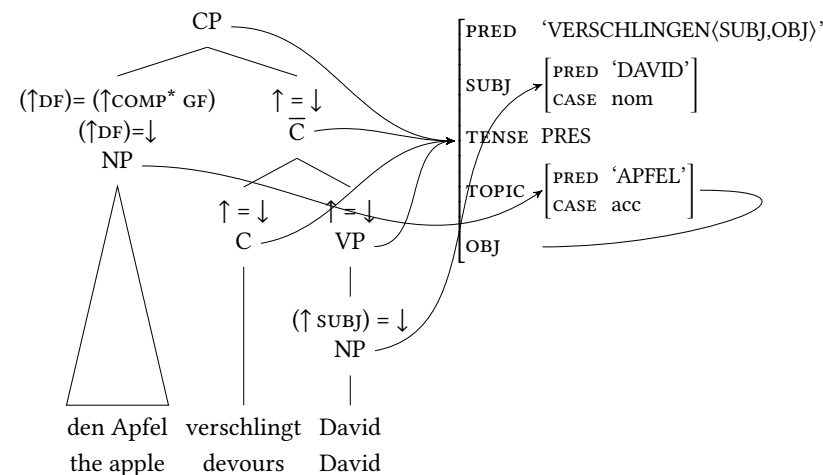 CP
PRED ‘VERSCHLINGEN⟨SUBJ,OBJ⟩’
SUBJ
PRED ‘DAVID’
CASE nom
TENSE PRES
TOPIC
PRED ‘APFEL’
CASE acc
OBJ
(↑DF)= (↑COMP* GF)
(↑DF)=↓
NP
↑ = ↓
C̅
↑ = ↓
C
↑ = ↓
VP
(↑ SUBJ) = ↓
NP
den Apfel verschlingt David
the apple devours David